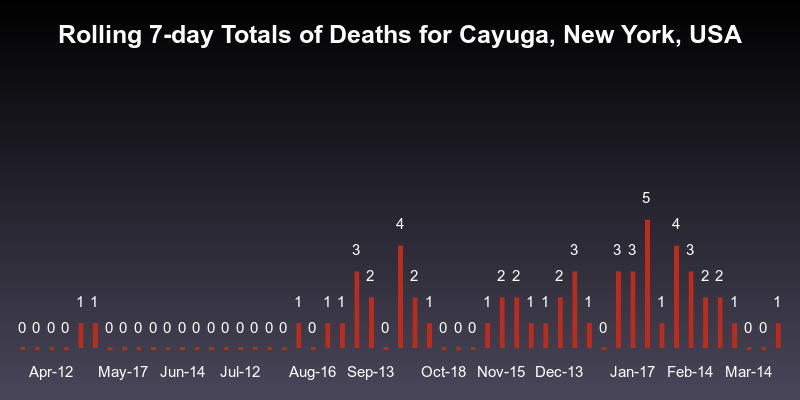 Rolling 7-day Totals of Deaths for Cayuga, New York, USA
5
4 4
3 3 3 3 3
2 2 2 2 2 2 2
1 1 1 1 1 1 1 1 1 1 1 1 1
0 0 0 0 0 0 0 0 0 0 0 0 0 0 0 0 0 0 0 0 0 0 0 0 0
Apr-12 May-17 Jun-14 Jul-12 Aug-16 Sep-13 Oct-18 Nov-15 Dec-13 Jan-17 Feb-14 Mar-14